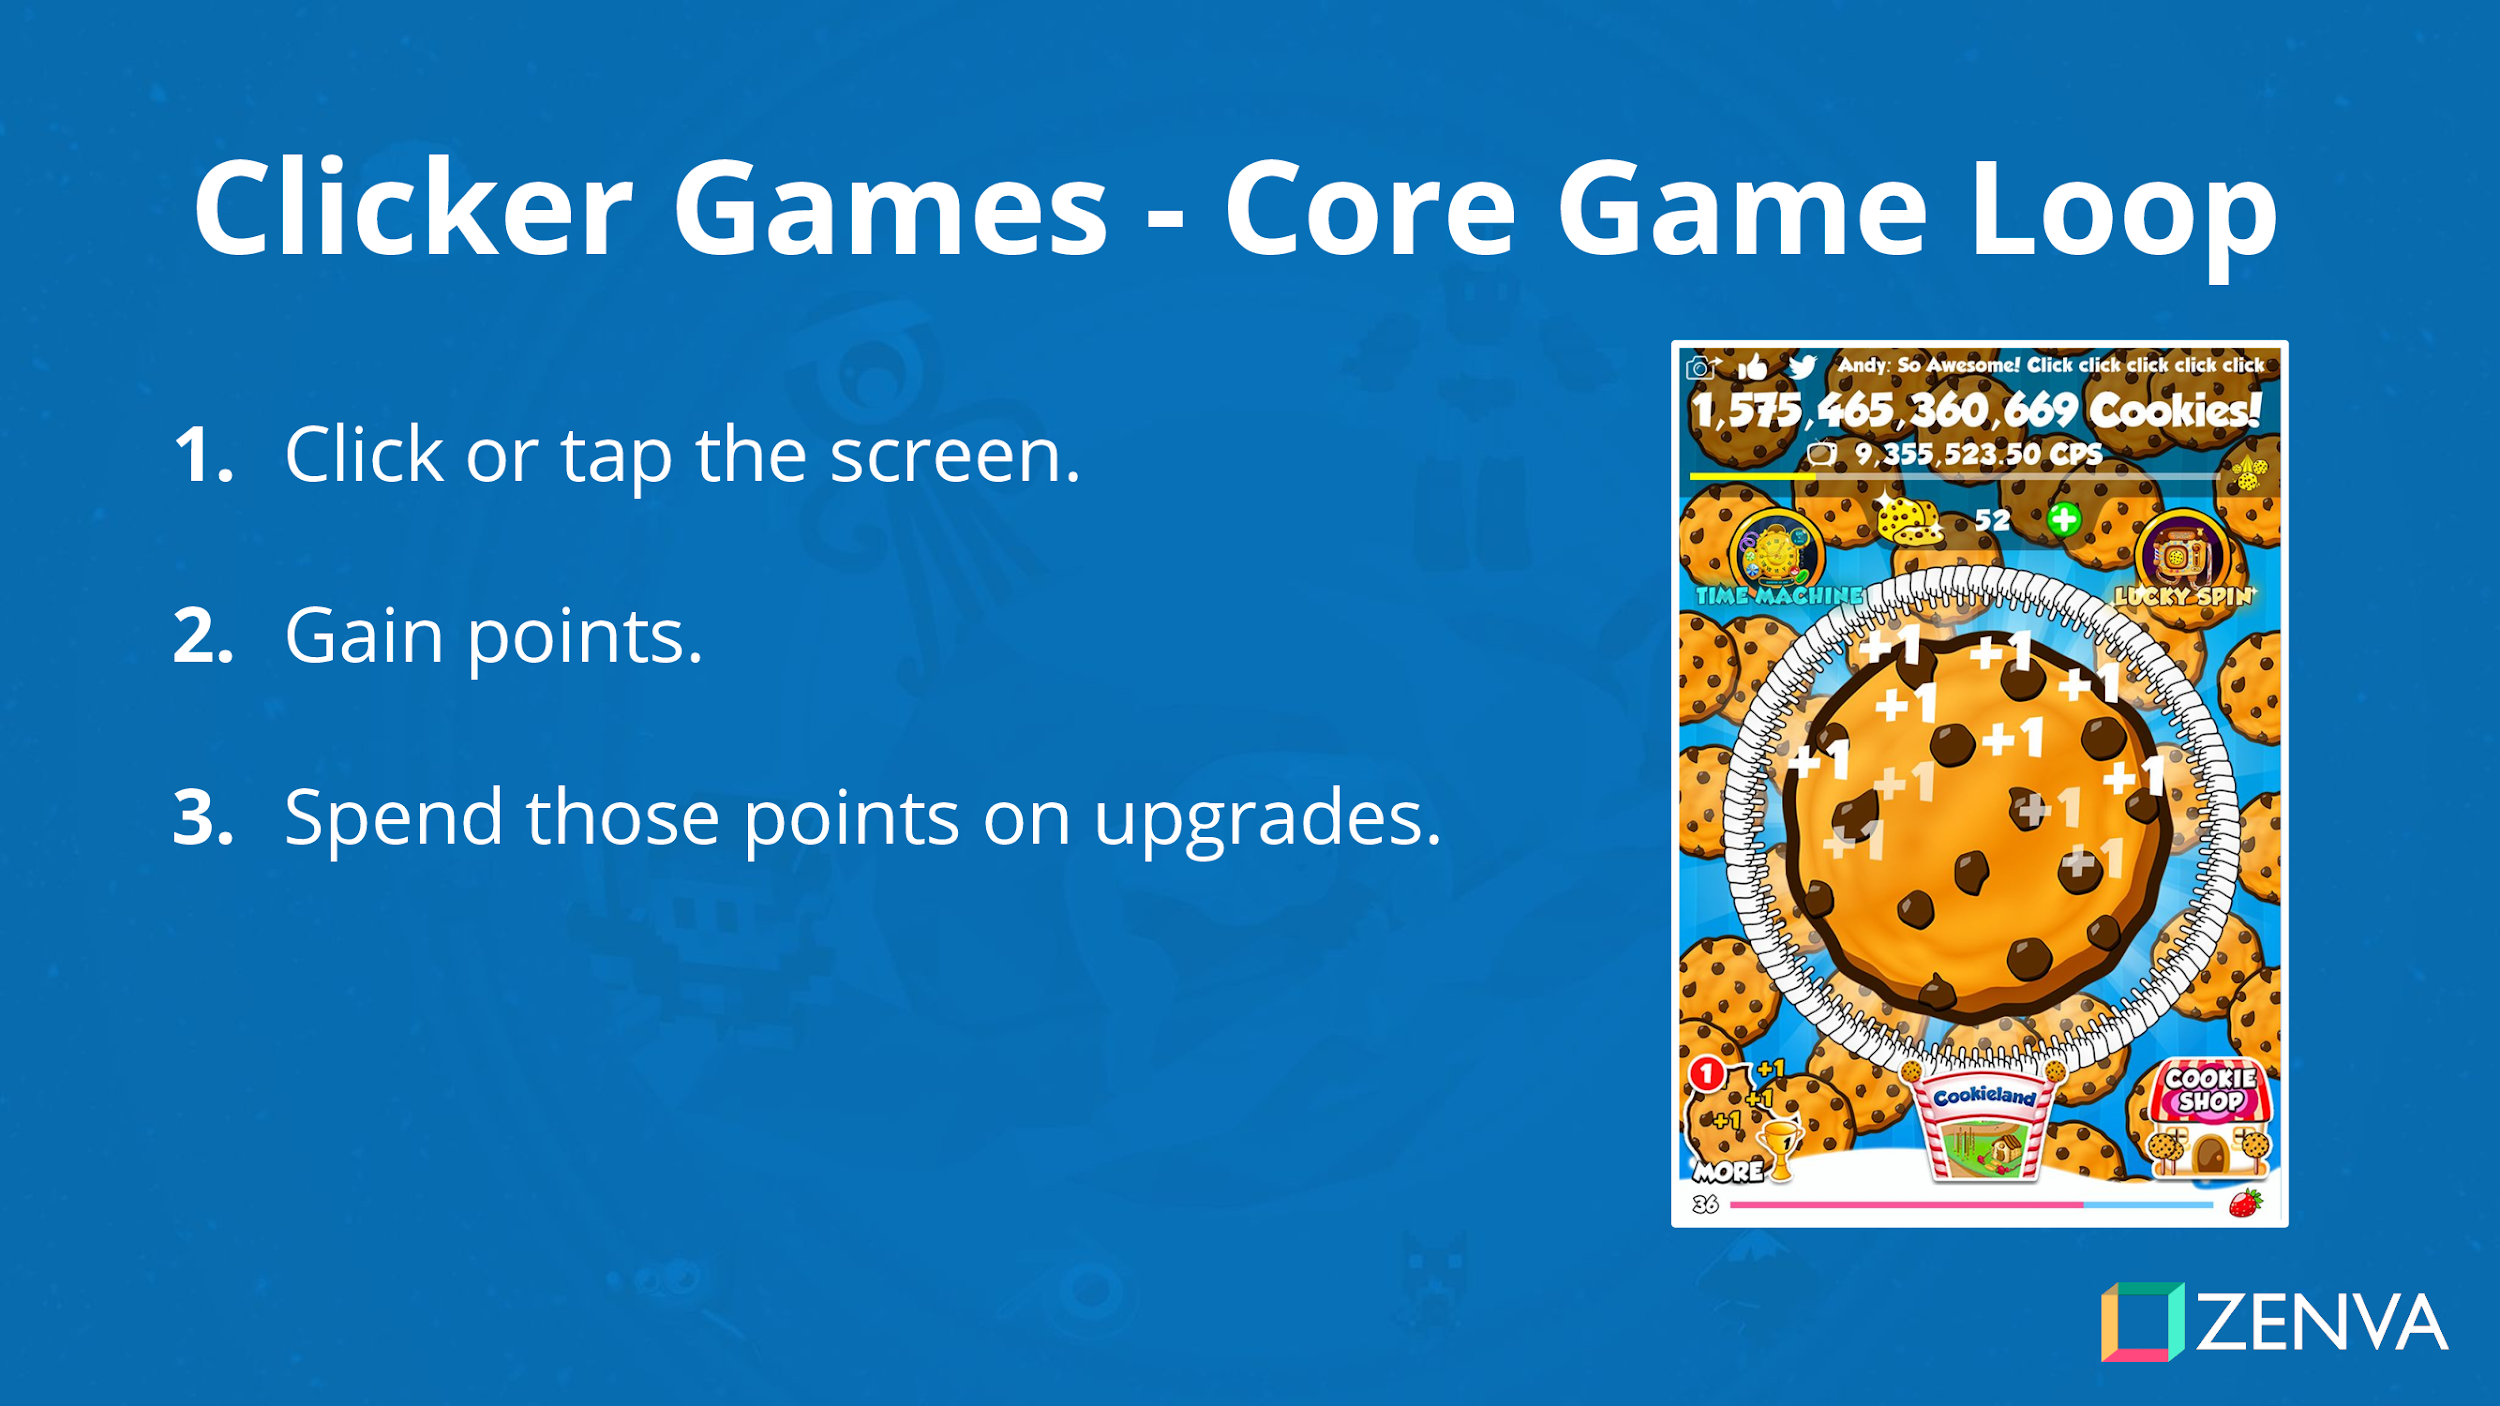 Clicker Games - Core Game Loop
1. Click or tap the screen.
2. Gain points.
3. Spend those points on upgrades.
Andy: So Awesome! Click click click click click
1,575,465,360,669 Cookies!
9,355,523.50 CPS
52
TIME MACHINE
LUCKY SPIN
+1
+1
+1
+1
+1
+1
+1
+1
+1
+1
+1
1
+1
+1
+1
1
MORE
Cookieland
COOKIE
SHOP
36
ZENVA